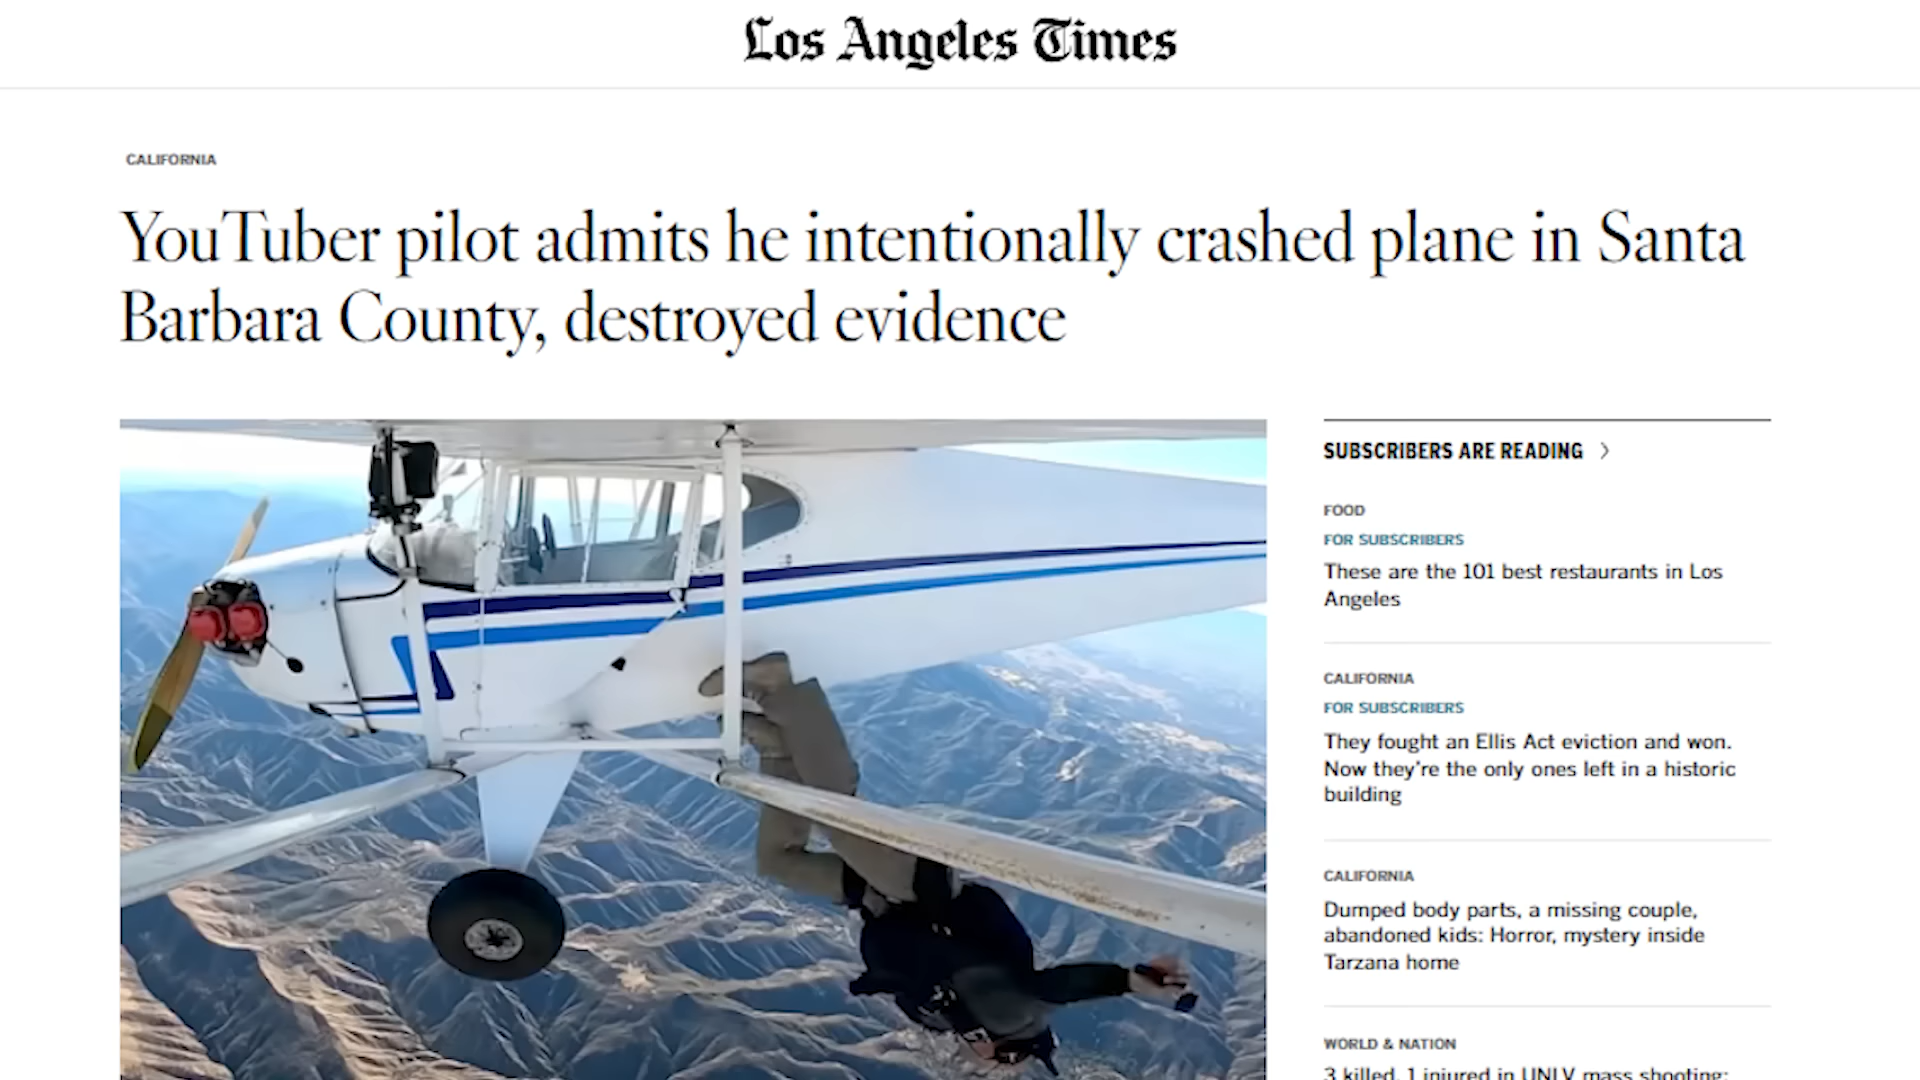 Los Angeles Times
CALIFORNIA
YouTuber pilot admits he intentionally crashed plane in Santa
Barbara County, destroyed evidence
SUBSCRIBERS ARE READING
FOOD
FOR SUBSCRIBERS
These are the 101 best restaurants in Los
Angeles
CALIFORNIA
FOR SUBSCRIBERS
They fought an Ellis Act eviction and won.
Now they're the only ones left in a historic
building
CALIFORNIA
Dumped body parts, a missing couple,
abandoned kids: Horror, mystery inside
Tarzana home
WORLD & NATION
3 killed, 1 injured in UNLV mass shooting;